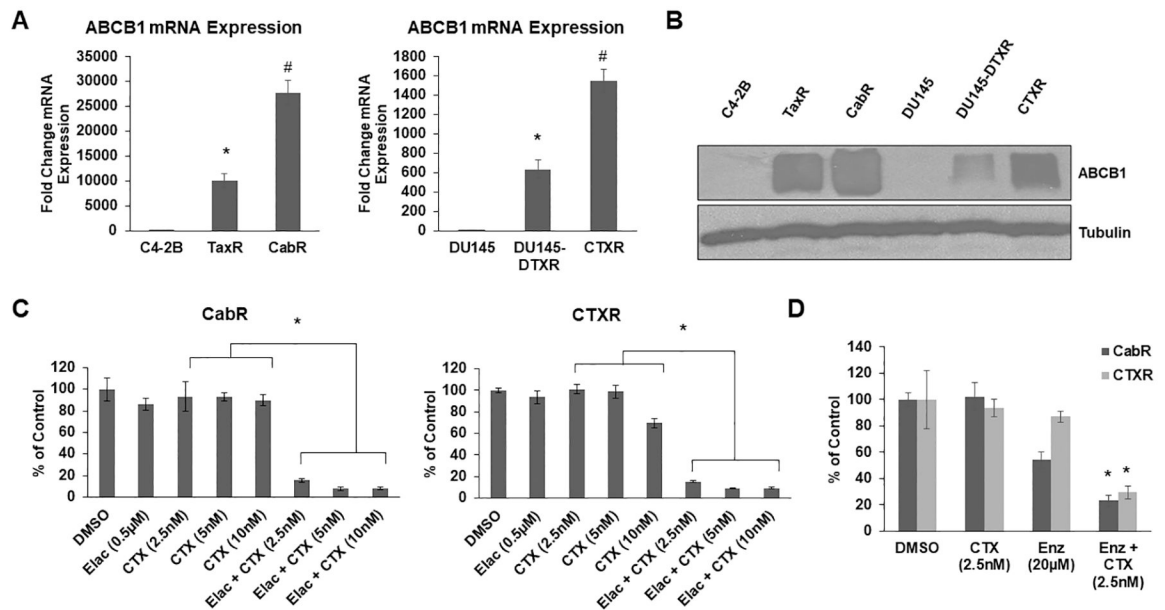 A
ABCB1 mRNA Expression
Fold Change mRNA
Expression
35000
30000
25000
20000
15000
10000
5000
0
*
#
C4-2B TaxR CabR
ABCB1 mRNA Expression
Fold Change mRNA
Expression
1800
1600
1400
1200
1000
800
600
400
200
0
*
#
DU145 DU145-
DTXR CTXR
B
C4-2B TaxR CabR DU145 DU145-DTXR CTXR
ABCB1
Tubulin
C
CabR
*
% of Control
120
100
80
60
40
20
0
DMSO
Elac (0.5µM)
CTX (2.5nM)
CTX (5nM)
CTX (10nM)
Elac + CTX (2.5nM)
Elac + CTX (5nM)
Elac + CTX (10nM)
CTXR
*
% of Control
120
100
80
60
40
20
0
DMSO
Elac (0.5µM)
CTX (2.5nM)
CTX (5nM)
CTX (10nM)
Elac + CTX (2.5nM)
Elac + CTX (5nM)
Elac + CTX (10nM)
D
CabR
CTXR
% of Control
140
120
100
80
60
40
20
0
* *
DMSO
CTX
(2.5nM)
Enz
(20µM)
Enz +
CTX
(2.5nM)